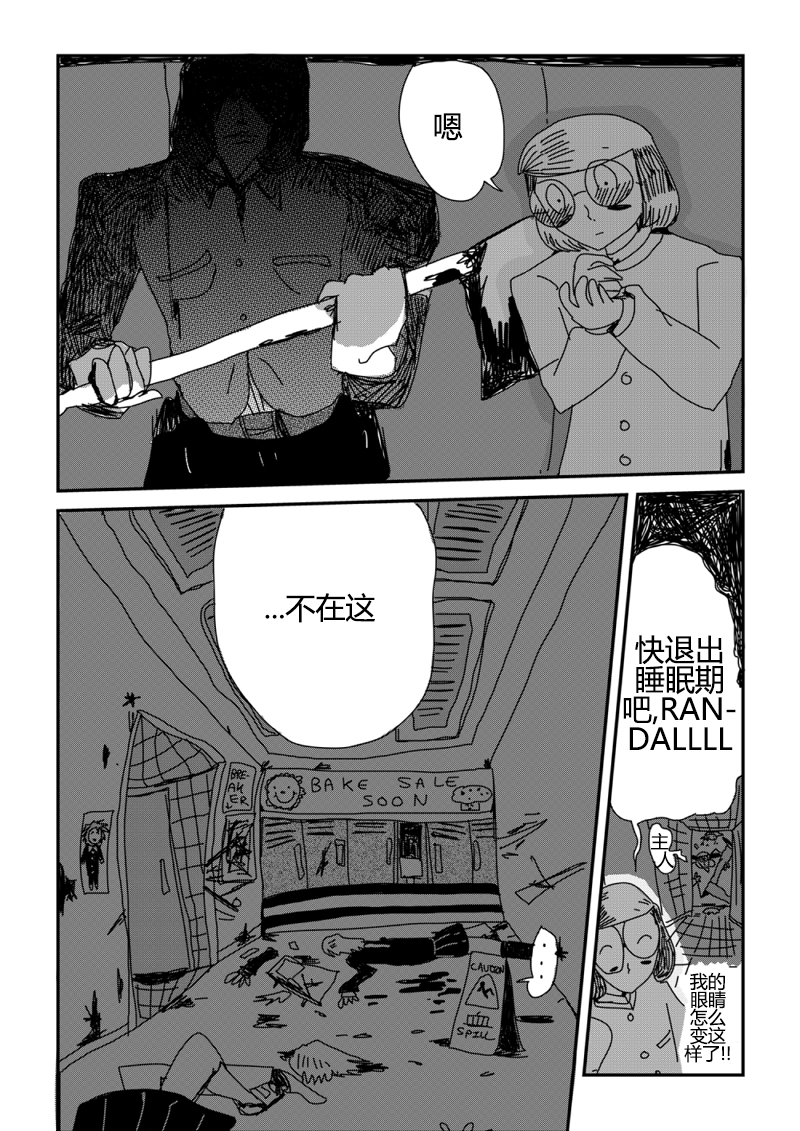 嗯
...不在这
BRE-
AK
ER
BAKE SALE
SOON
...
CAUTION
SPILL
快退出
睡眠期
吧,RAN-
DALLLL
主人
我的
眼睛
怎么
变这
样了!!